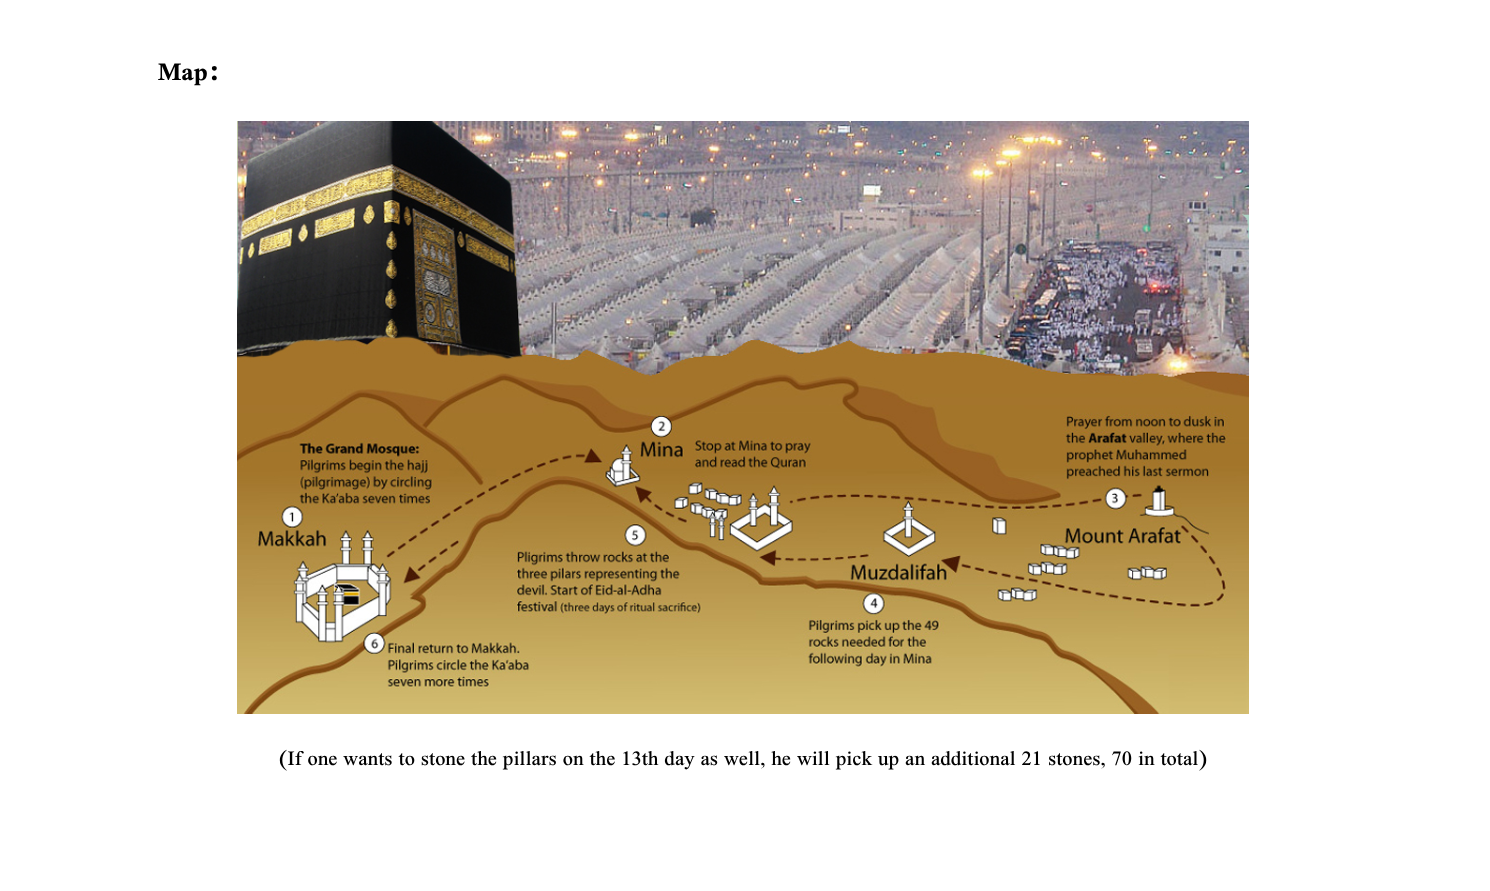 Map:
The Grand Mosque:
Pilgrims begin the hajj
(pilgrimage) by circling
the Ka'aba seven times
1
Makkah
2
Mina
Stop at Mina to pray
and read the Quran
Prayer from noon to dusk in
the Arafat valley, where the
prophet Muhammed
preached his last sermon
3
Mount Arafat
Muzdalifah
4
Pilgrims pick up the 49
rocks needed for the
following day in Mina
5
Pligrims throw rocks at the
three pilars representing the
devil. Start of Eid-al-Adha
festival (three days of ritual sacrifice)
6
Final return to Makkah.
Pilgrims circle the Ka'aba
seven more times
(If one wants to stone the pillars on the 13th day as well, he will pick up an additional 21 stones, 70 in total)